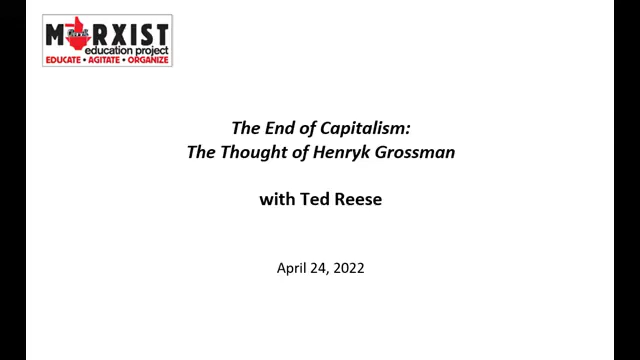 MARXIST
education project
EDUCATE • AGITATE • ORGANIZE
The End of Capitalism:
The Thought of Henryk Grossman
with Ted Reese
April 24, 2022